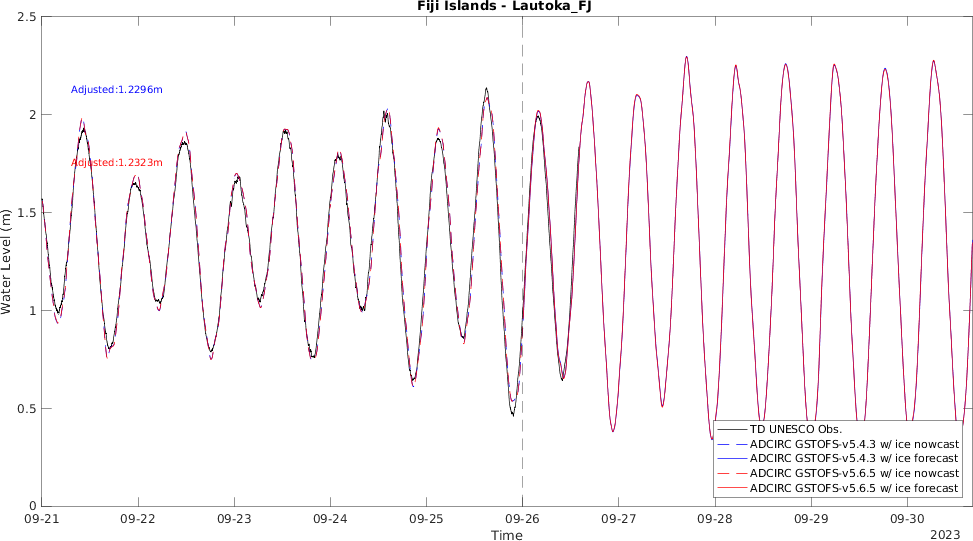 Fiji Islands - Lautoka_FJ
2.5
Adjusted:1.2296m
2
Adjusted:1.2323m
1.5
Water Level (m)
1
0.5
TD UNESCO Obs.
ADCIRC GSTOFS-v5.4.3 w/ ice nowcast
ADCIRC GSTOFS-v5.4.3 w/ ice forecast
ADCIRC GSTOFS-v5.6.5 w/ ice nowcast
ADCIRC GSTOFS-v5.6.5 w/ ice forecast
0
09-21 09-22 09-23 09-24 09-25 09-26 09-27 09-28 09-29 09-30
Time
2023